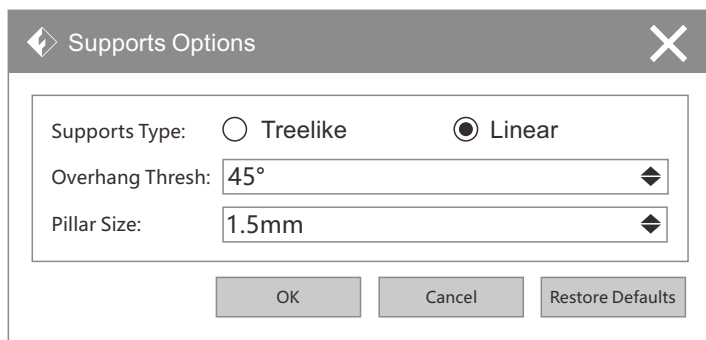 Supports Options
Supports Type: Treelike Linear
Overhang Thresh: 45°
Pillar Size: 1.5mm
OK Cancel Restore Defaults